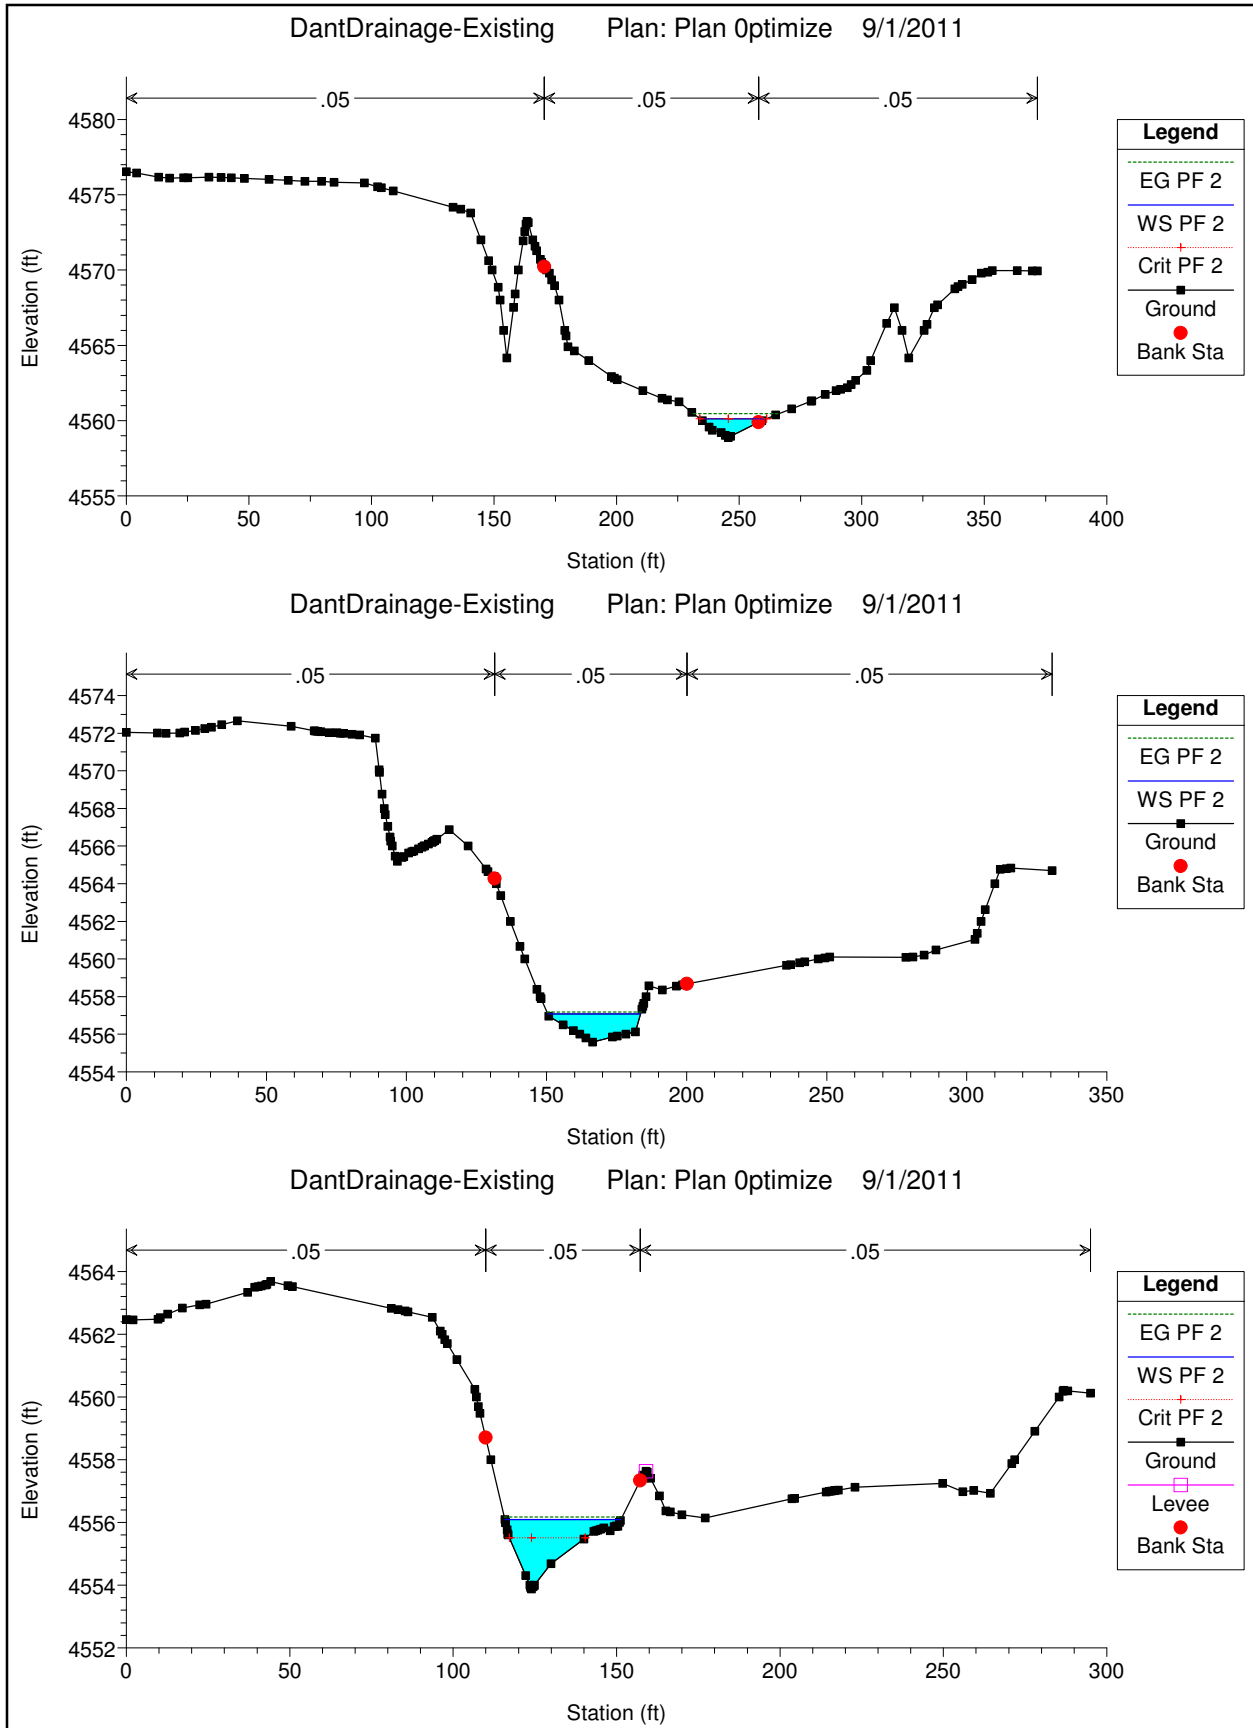 DantDrainage-Existing Plan: Plan 0ptimize 9/1/2011
.05 .05 .05
4580
4575
4570
4565
4560
4555
Elevation (ft)
0 50 100 150 200 250 300 350 400
Station (ft)
Legend
EG PF 2
WS PF 2
Crit PF 2
Ground
Bank Sta
DantDrainage-Existing Plan: Plan 0ptimize 9/1/2011
.05 .05 .05
4574
4572
4570
4568
4566
4564
4562
4560
4558
4556
4554
Elevation (ft)
0 50 100 150 200 250 300 350
Station (ft)
Legend
EG PF 2
WS PF 2
Ground
Bank Sta
DantDrainage-Existing Plan: Plan 0ptimize 9/1/2011
.05 .05 .05
4564
4562
4560
4558
4556
4554
4552
Elevation (ft)
0 50 100 150 200 250 300
Station (ft)
Legend
EG PF 2
WS PF 2
Crit PF 2
Ground
Levee
Bank Sta